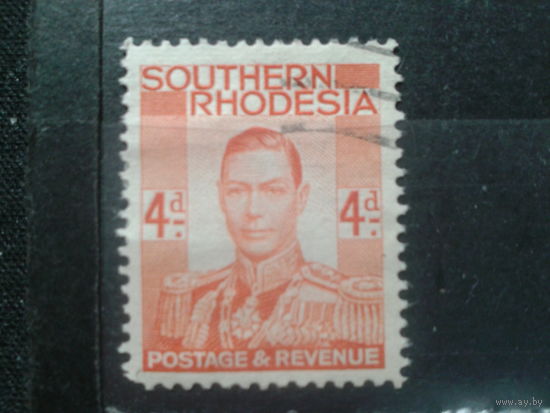 SOUTHERN
RHODESIA
4d. 4d.
POSTAGE & REVENUE
www.ay.by